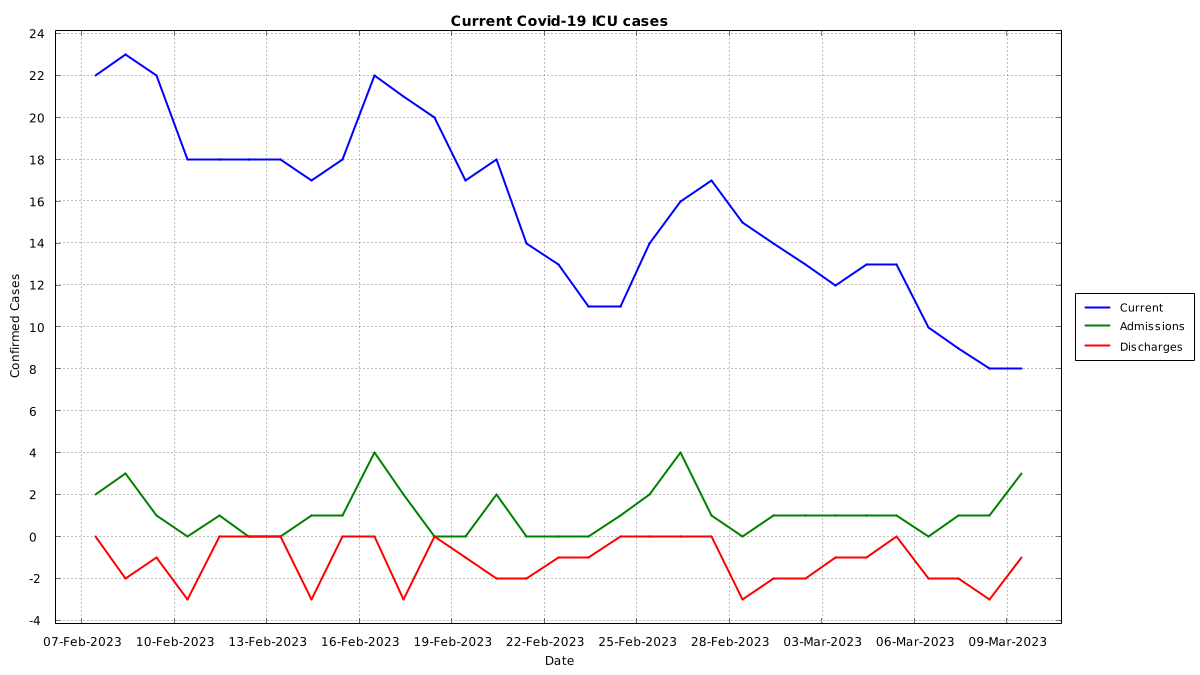 Current Covid-19 ICU cases
24
22
20
18
16
14
12
10
8
6
4
2
0
-2
-4
Confirmed Cases
07-Feb-2023 10-Feb-2023 13-Feb-2023 16-Feb-2023 19-Feb-2023 22-Feb-2023 25-Feb-2023 28-Feb-2023 03-Mar-2023 06-Mar-2023 09-Mar-2023
Date
Current
Admissions
Discharges